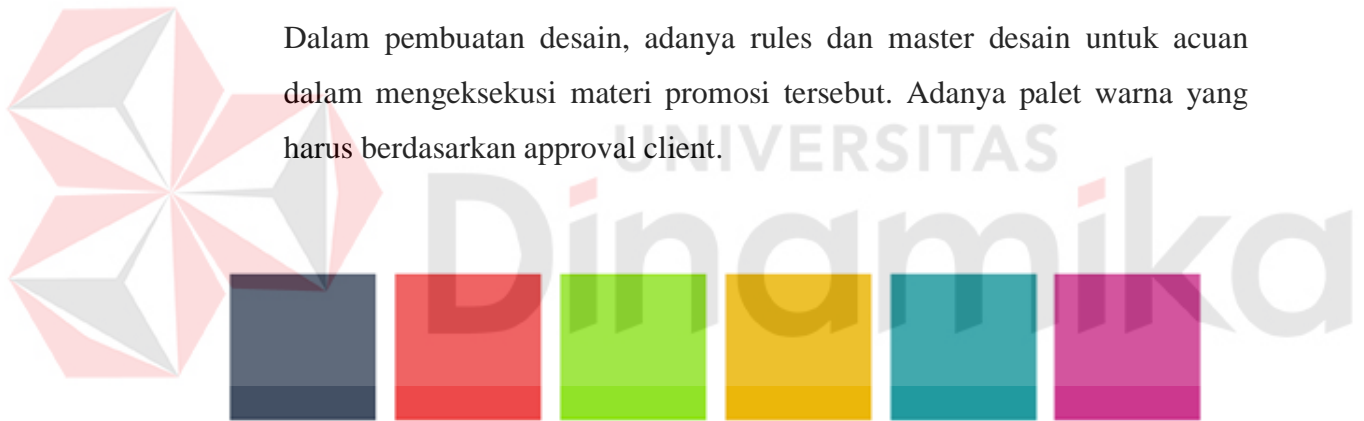 Dalam pembuatan desain, adanya rules dan master desain untuk acuan
dalam mengeksekusi materi promosi tersebut. Adanya palet warna yang
harus berdasarkan approval client.
UNIVERSITAS
Dinamika